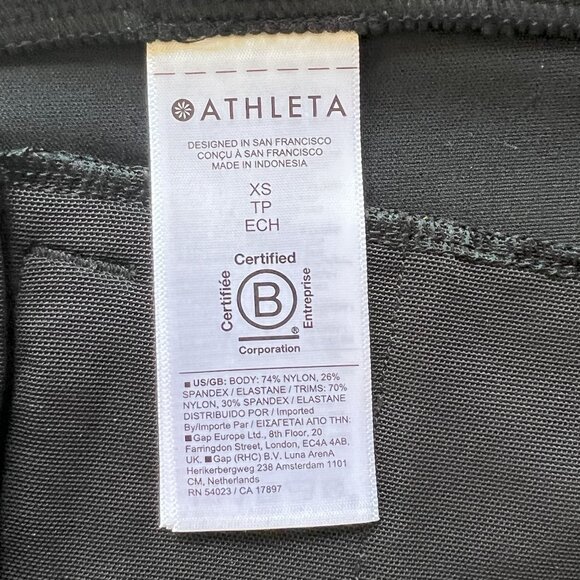 ATHLETA
DESIGNED IN SAN FRANCISCO
CONÇU À SAN FRANCISCO
MADE IN INDONESIA
XS
TP
ECH
Certified
Certifiée
B
Entreprise
®
Corporation
■ US/GB: BODY: 74% NYLON, 26%
SPANDEX / ELASTANE / TRIMS: 70%
NYLON, 30% SPANDEX / ELASTANE
DISTRIBUIDO POR / Imported
By/Importe Par / ΕΙΣΑΓΕΤΑΙ ΑΠΟ ΤΗΝ:
■ Gap Europe Ltd., 8th Floor, 20
Farringdon Street, London, EC4A 4AB,
UK, ■ Gap (RHC) B.V. Luna ArenA
Herikerbergweg 238 Amsterdam 1101
CM, Netherlands
RN 54023 / CA 17897